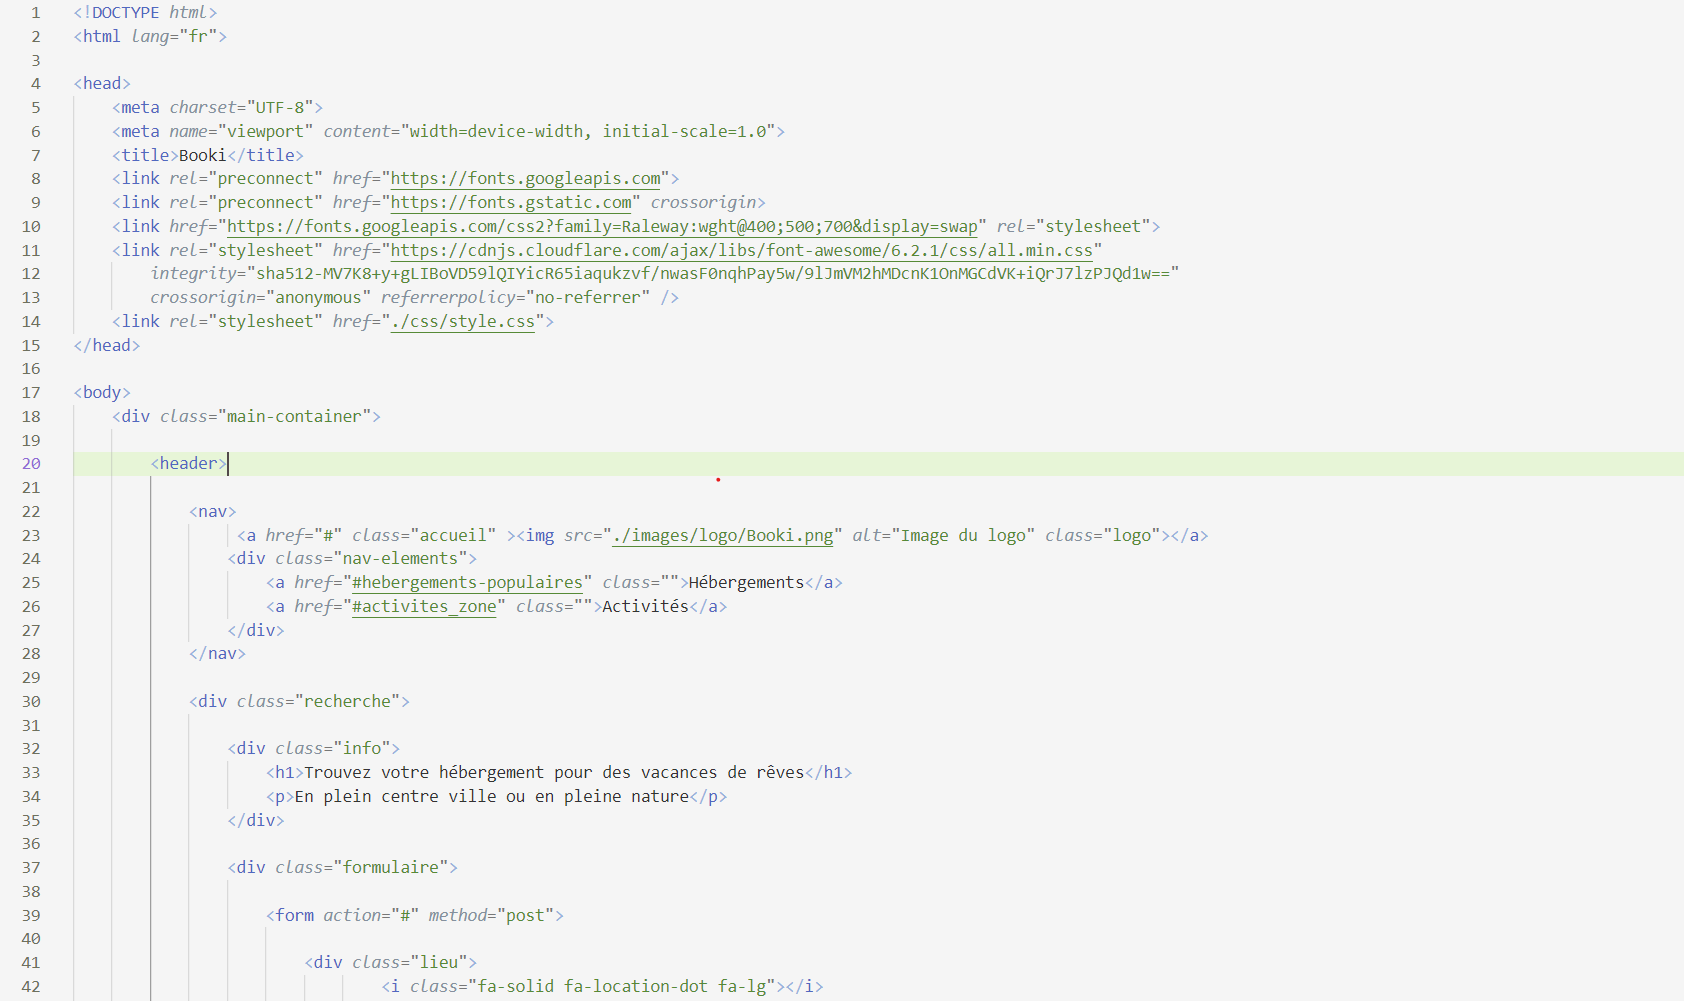 1 <!DOCTYPE html>
2 <html lang="fr">
3
4 <head>
5 <meta charset="UTF-8">
6 <meta name="viewport" content="width=device-width, initial-scale=1.0">
7 <title>Booki</title>
8 <link rel="preconnect" href="https://fonts.googleapis.com">
9 <link rel="preconnect" href="https://fonts.gstatic.com" crossorigin>
10 <link href="https://fonts.googleapis.com/css2?family=Raleway:wght@400;500;700&display=swap" rel="stylesheet">
11 <link rel="stylesheet" href="https://cdnjs.cloudflare.com/ajax/libs/font-awesome/6.2.1/css/all.min.css"
12 integrity="sha512-MV7K8+y+gLIBoVD59lQIYicR65iaqukzvf/nwasF0nqhPay5w/9lJmVM2hMDcnK1OnMGCdVK+iQrJ7lzPJQd1w=="
13 crossorigin="anonymous" referrerpolicy="no-referrer" />
14 <link rel="stylesheet" href="./css/style.css">
15 </head>
16
17 <body>
18 <div class="main-container">
19
20 <header>
21
22 <nav>
23 <a href="#" class="accueil" ><img src="./images/logo/Booki.png" alt="Image du logo" class="logo"></a>
24 <div class="nav-elements">
25 <a href="#hebergements-populaires" class="">Hébergements</a>
26 <a href="#activites_zone" class="">Activités</a>
27 </div>
28 </nav>
29
30 <div class="recherche">
31
32 <div class="info">
33 <h1>Trouvez votre hébergement pour des vacances de rêves</h1>
34 <p>En plein centre ville ou en pleine nature</p>
35 </div>
36
37 <div class="formulaire">
38
39 <form action="#" method="post">
40
41 <div class="lieu">
42 <i class="fa-solid fa-location-dot fa-lg"></i>